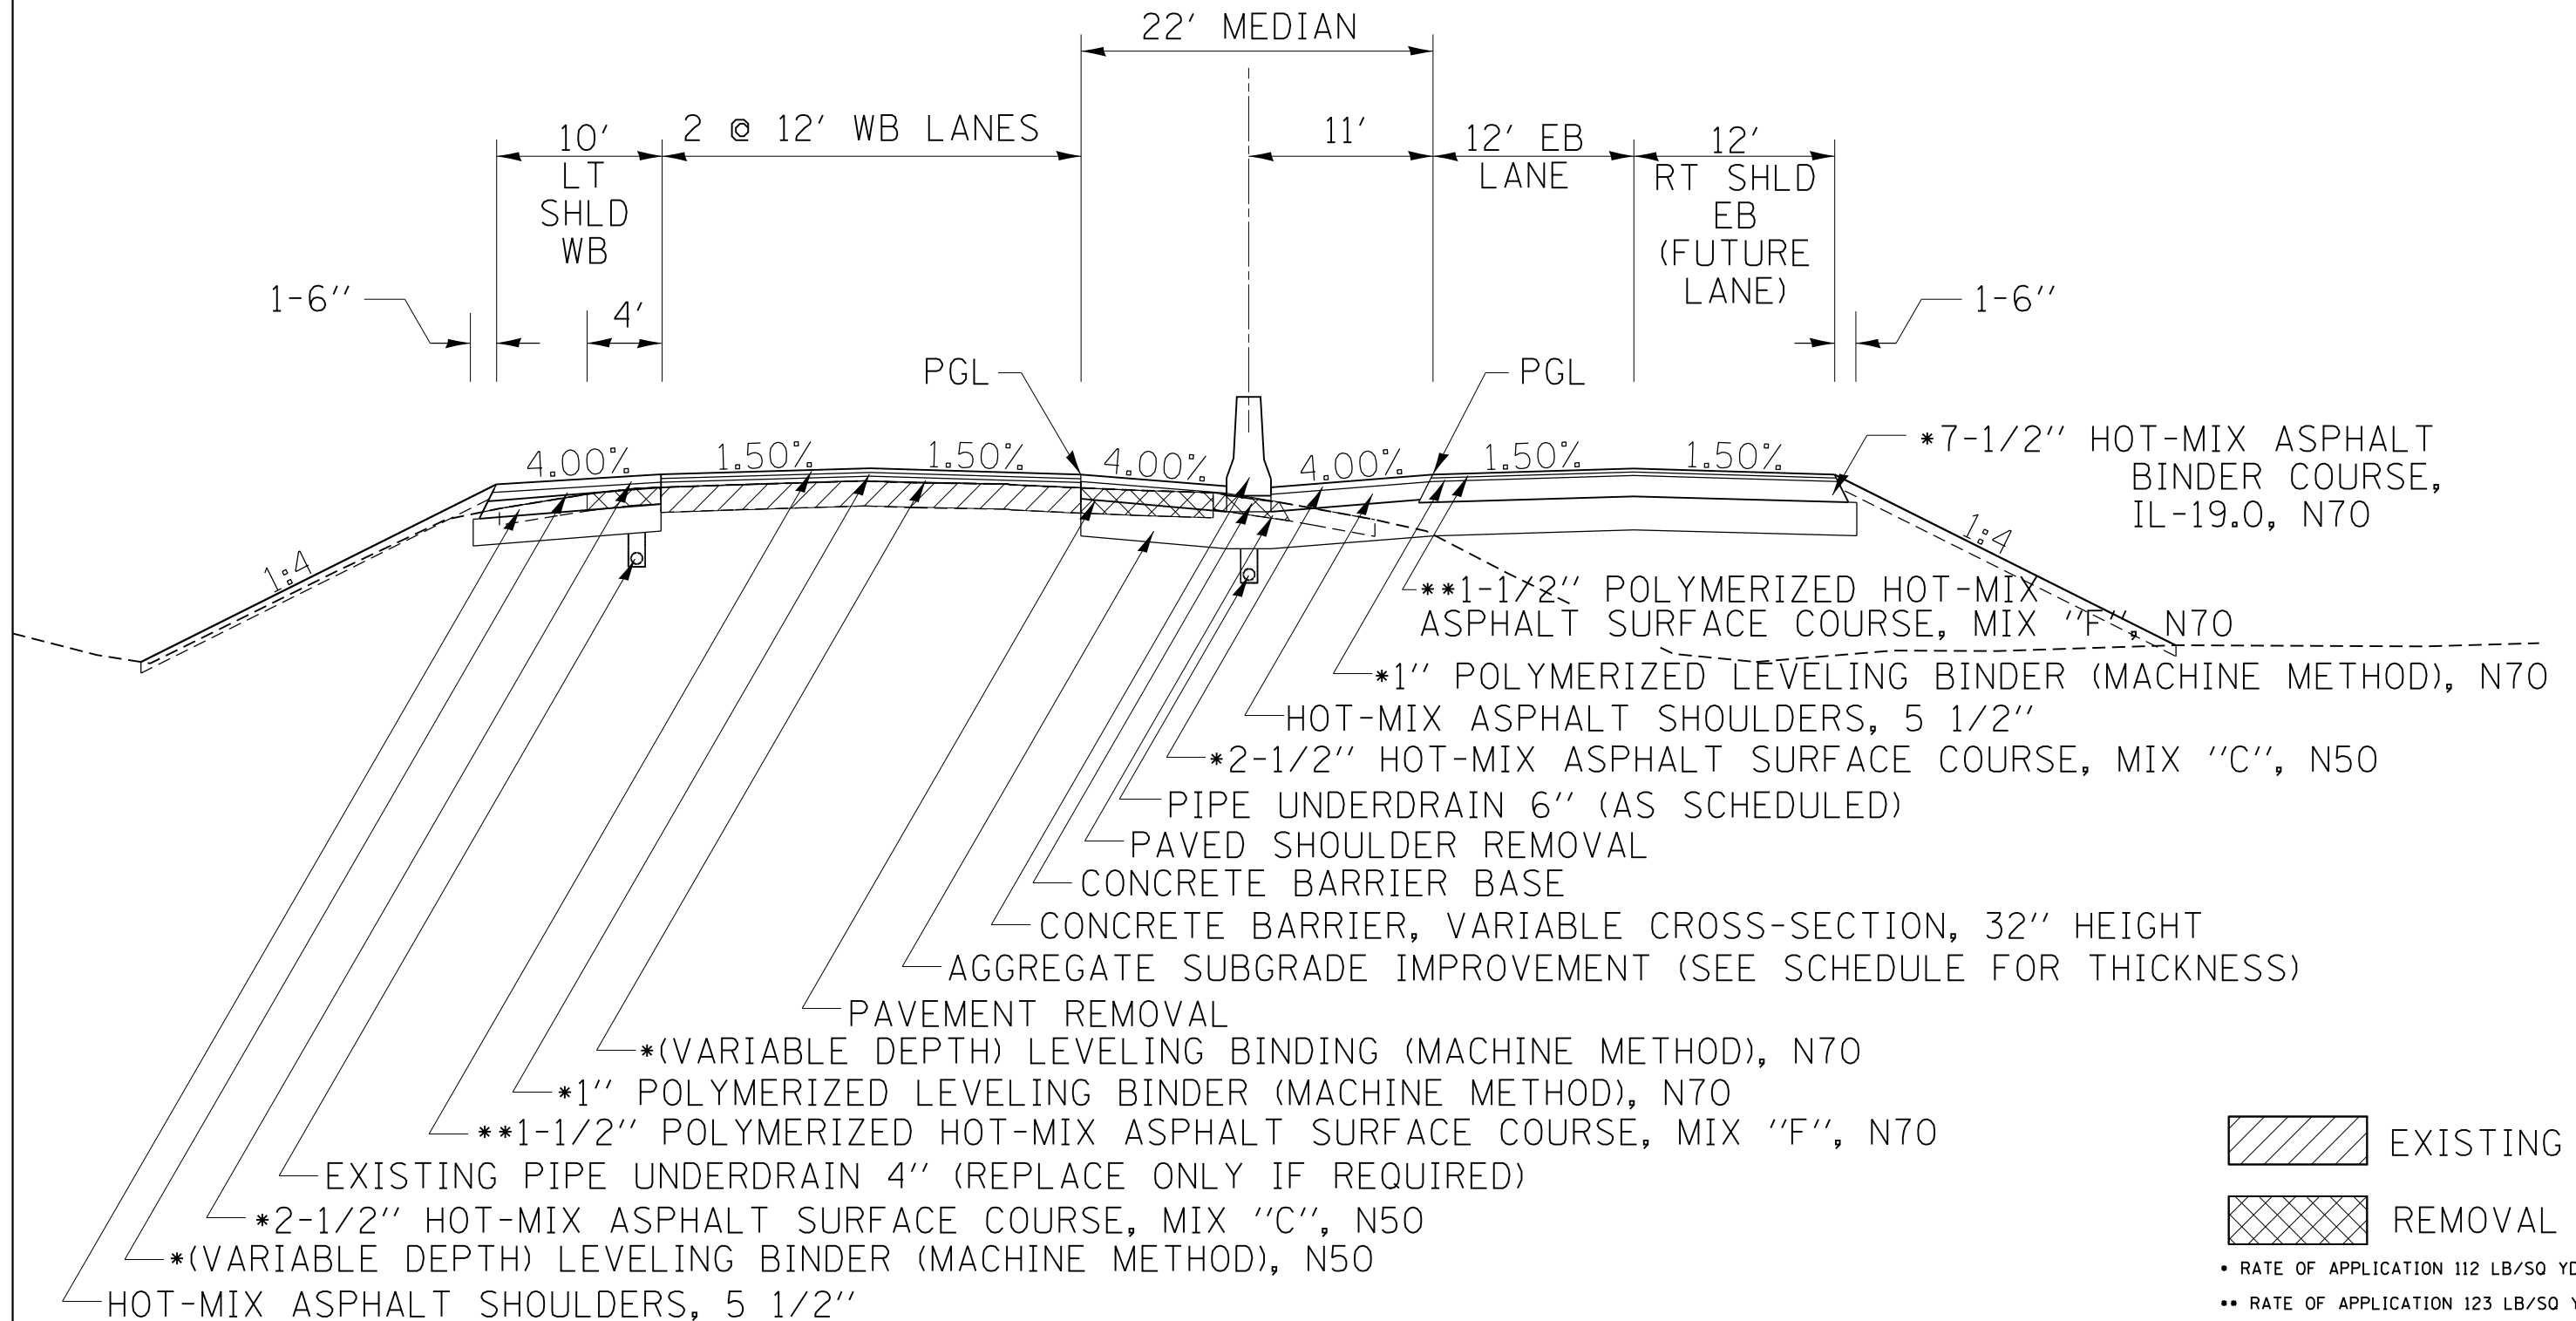 22' MEDIAN
10'
LT
SHLD
WB
2 @ 12' WB LANES
11'
12' EB
LANE
12'
RT SHLD
EB
(FUTURE
LANE)
1-6"
4'
1-6"
PGL
PGL
4.00%
1.50%
1.50%
4.00%
4.00%
1.50%
1.50%
1:4
1:4
*7-1/2" HOT-MIX ASPHALT
BINDER COURSE,
IL-19.0, N70
**1-1/2" POLYMERIZED HOT-MIX
ASPHALT SURFACE COURSE, MIX "F", N70
*1" POLYMERIZED LEVELING BINDER (MACHINE METHOD), N70
HOT-MIX ASPHALT SHOULDERS, 5 1/2"
*2-1/2" HOT-MIX ASPHALT SURFACE COURSE, MIX "C", N50
PIPE UNDERDRAIN 6" (AS SCHEDULED)
PAVED SHOULDER REMOVAL
CONCRETE BARRIER BASE
CONCRETE BARRIER, VARIABLE CROSS-SECTION, 32" HEIGHT
AGGREGATE SUBGRADE IMPROVEMENT (SEE SCHEDULE FOR THICKNESS)
PAVEMENT REMOVAL
*(VARIABLE DEPTH) LEVELING BINDING (MACHINE METHOD), N70
*1" POLYMERIZED LEVELING BINDER (MACHINE METHOD), N70
**1-1/2" POLYMERIZED HOT-MIX ASPHALT SURFACE COURSE, MIX "F", N70
EXISTING PIPE UNDERDRAIN 4" (REPLACE ONLY IF REQUIRED)
*2-1/2" HOT-MIX ASPHALT SURFACE COURSE, MIX "C", N50
*(VARIABLE DEPTH) LEVELING BINDER (MACHINE METHOD), N50
HOT-MIX ASPHALT SHOULDERS, 5 1/2"
EXISTING
REMOVAL
* RATE OF APPLICATION 112 LB/SQ YD
** RATE OF APPLICATION 123 LB/SQ